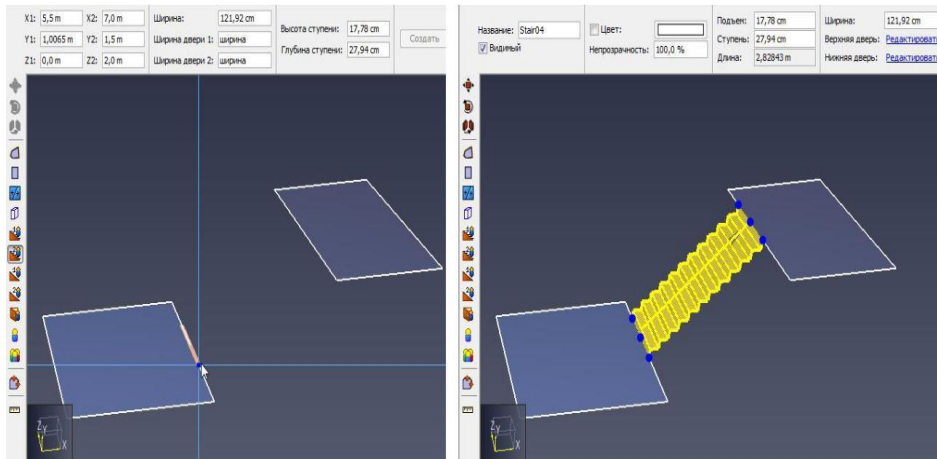 X1: 5,5 m X2: 7,0 m Ширина: 121,92 cm
Y1: 1,0065 m Y2: 1,5 m Ширина двери 1: ширина
Z1: 0,0 m Z2: 2,0 m Ширина двери 2: ширина
Высота ступени: 17,78 cm
Глубина ступени: 27,94 cm
Создать
Z Y X
Название: Stair04
Видимый
Цвет:
Непрозрачность: 100,0 %
Подъем: 17,78 cm Ширина: 121,92 cm
Ступень: 27,94 cm Верхняя дверь: Редактироват
Длина: 2,82843 m Нижняя дверь: Редактироват
Z Y X